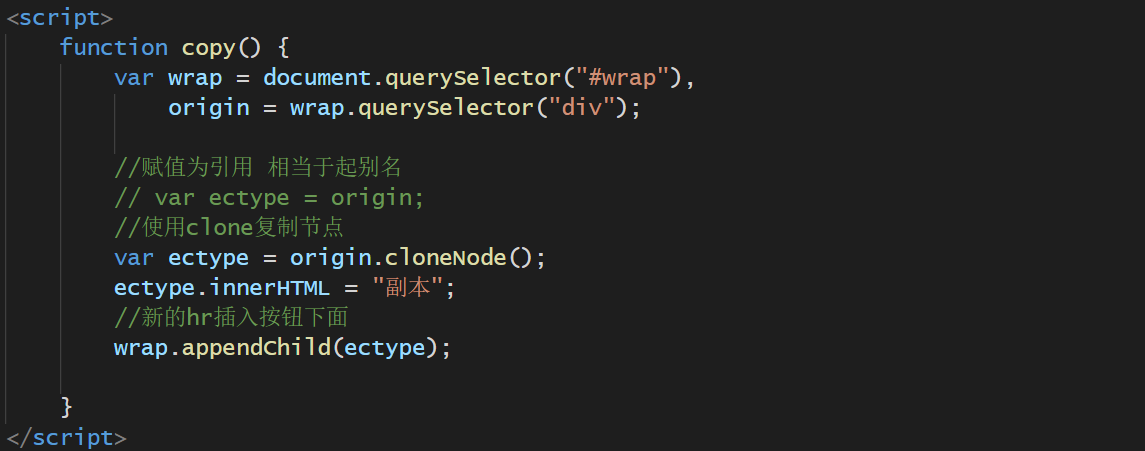 <script>
function copy() {
var wrap = document.querySelector("#wrap"),
origin = wrap.querySelector("div");
//赋值为引用 相当于起别名
// var ectype = origin;
//使用clone复制节点
var ectype = origin.cloneNode();
ectype.innerHTML = "副本";
//新的hr插入按钮下面
wrap.appendChild(ectype);
}
</script>